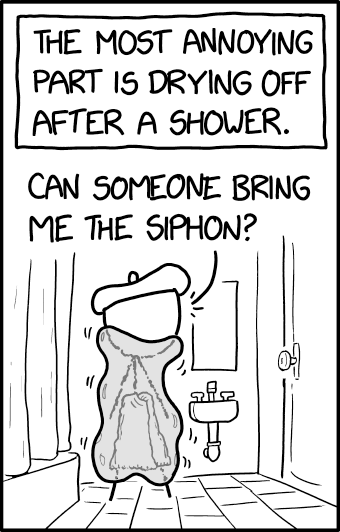 THE MOST ANNOYING
PART IS DRYING OFF
AFTER A SHOWER.
CAN SOMEONE BRING
ME THE SIPHON?